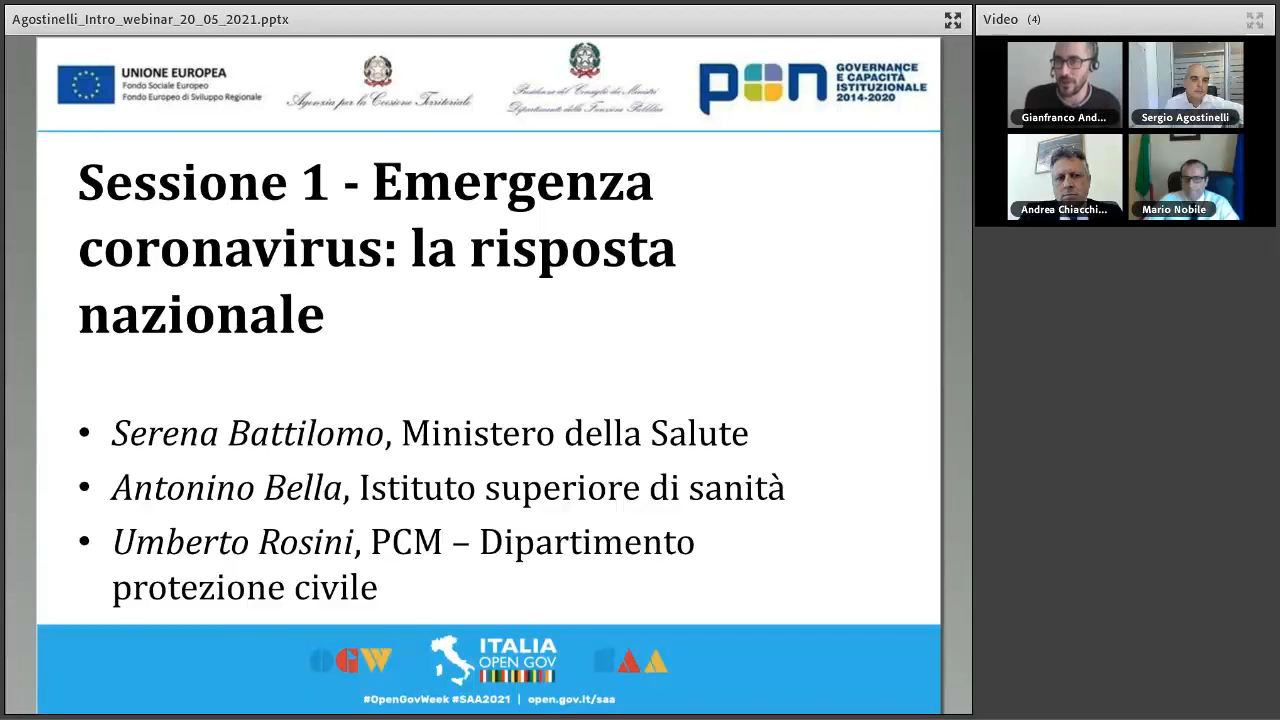 Agostinelli_Intro_webinar_20_05_2021.pptx
Video (4)
UNIONE EUROPEA
Fondo Sociale Europeo
Fondo Europeo di Sviluppo Regionale
Agenzia per la Coesione Territoriale
Presidenza del Consiglio dei Ministri
Dipartimento della Funzione Pubblica
pon
GOVERNANCE
E CAPACITÀ
ISTITUZIONALE
2014-2020
Gianfranco And...
Sergio Agostinelli
Andrea Chiacchi...
Mario Nobile
Sessione 1 - Emergenza
coronavirus: la risposta
nazionale
• Serena Battilomo, Ministero della Salute
• Antonino Bella, Istituto superiore di sanità
• Umberto Rosini, PCM – Dipartimento
protezione civile
OGW
ITALIA
OPEN GOV
SAA
#OpenGovWeek #SAA2021 | open.gov.it/saa